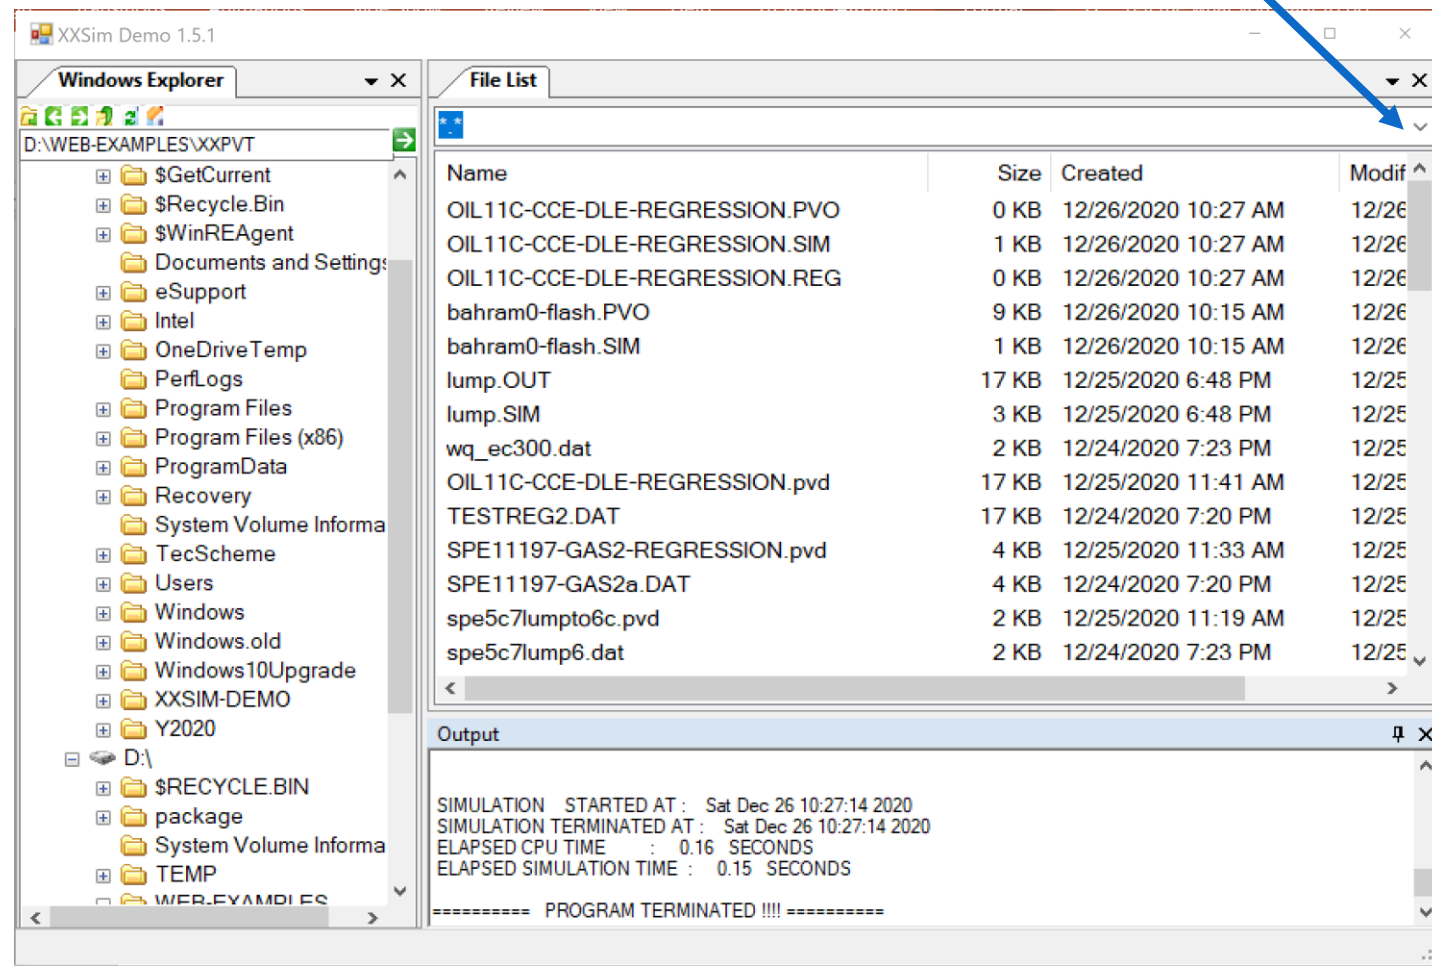 XXSim Demo 1.5.1
Windows Explorer
File List
D:\WEB-EXAMPLES\XXPVT
*.*
$GetCurrent
$Recycle.Bin
$WinREAgent
Documents and Settings
eSupport
Intel
OneDriveTemp
PerfLogs
Program Files
Program Files (x86)
ProgramData
Recovery
System Volume Informa
TecScheme
Users
Windows
Windows.old
Windows10Upgrade
XXSIM-DEMO
Y2020
D:\
$RECYCLE.BIN
package
System Volume Informa
TEMP
WEB-EXAMPLES
Name Size Created Modif
OIL11C-CCE-DLE-REGRESSION.PVO 0 KB 12/26/2020 10:27 AM 12/26
OIL11C-CCE-DLE-REGRESSION.SIM 1 KB 12/26/2020 10:27 AM 12/26
OIL11C-CCE-DLE-REGRESSION.REG 0 KB 12/26/2020 10:27 AM 12/26
bahram0-flash.PVO 9 KB 12/26/2020 10:15 AM 12/26
bahram0-flash.SIM 1 KB 12/26/2020 10:15 AM 12/26
lump.OUT 17 KB 12/25/2020 6:48 PM 12/25
lump.SIM 3 KB 12/25/2020 6:48 PM 12/25
wq_ec300.dat 2 KB 12/24/2020 7:23 PM 12/25
OIL11C-CCE-DLE-REGRESSION.pvd 17 KB 12/25/2020 11:41 AM 12/25
TESTREG2.DAT 17 KB 12/24/2020 7:20 PM 12/25
SPE11197-GAS2-REGRESSION.pvd 4 KB 12/25/2020 11:33 AM 12/25
SPE11197-GAS2a.DAT 4 KB 12/24/2020 7:20 PM 12/25
spe5c7lumpto6c.pvd 2 KB 12/25/2020 11:19 AM 12/25
spe5c7lump6.dat 2 KB 12/24/2020 7:23 PM 12/25
Output
SIMULATION STARTED AT : Sat Dec 26 10:27:14 2020
SIMULATION TERMINATED AT : Sat Dec 26 10:27:14 2020
ELAPSED CPU TIME : 0.16 SECONDS
ELAPSED SIMULATION TIME : 0.15 SECONDS
========== PROGRAM TERMINATED !!!! ==========